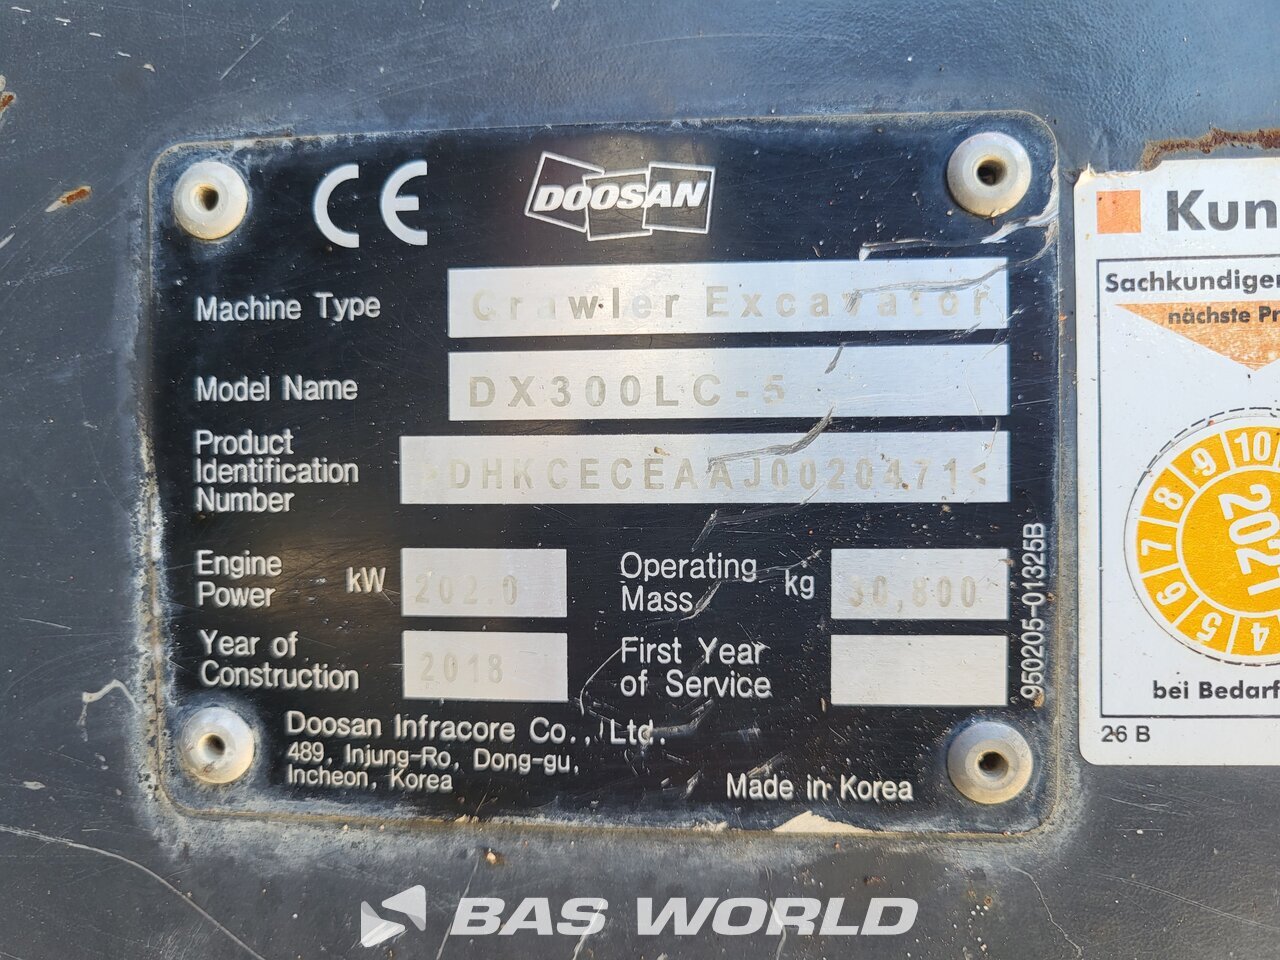 CE
DOOSAN
Machine Type Crawler Excavator
Model Name DX300LC-5
Product
Identification
Number >DHKCECEAAJ0020471<
Engine
Power kW 202.0
Operating
Mass kg 30,800
Year of
Construction 2018
First Year
of Service
Doosan Infracore Co., Ltd.
489, Injung-Ro, Dong-gu,
Incheon, Korea
Made in Korea
950205-01325B
Kun
Sachkundigen
nächste Pr
10
9
8
7
6
5
4
2021
bei Bedarf
26 B
BAS WORLD